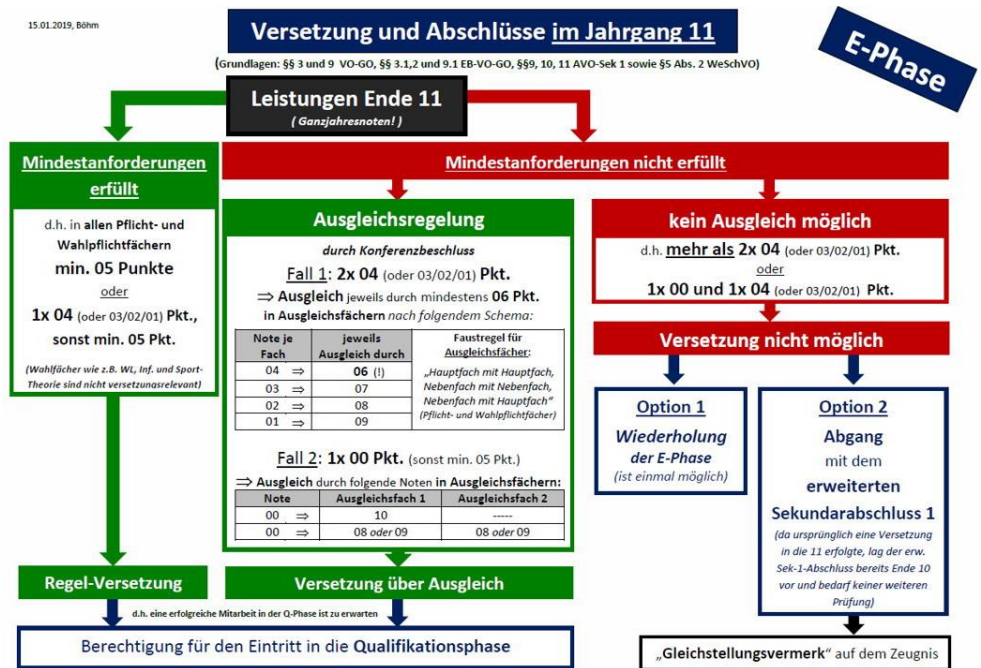 15.01.2019, Böhm
Versetzung und Abschlüsse im Jahrgang 11
(Grundlagen: §§ 3 und 9 VO-GO, §§ 3.1,2 und 9.1 EB-VO-GO, §§9, 10, 11 AVO-Sek 1 sowie §5 Abs. 2 WeSchVO)
E-Phase
Leistungen Ende 11
( Ganzjahresnoten! )
Mindestanforderungen
erfüllt
d.h. in allen Pflicht- und
Wahlpflichtfächern
min. 05 Punkte
oder
1x 04 (oder 03/02/01) Pkt.,
sonst min. 05 Pkt.
(Wahlfächer wie z.B. WL, Inf. und Sport-
Theorie sind nicht versetzungsrelevant)
Regel-Versetzung
Mindestanforderungen nicht erfüllt
Ausgleichsregelung
durch Konferenzbeschluss
Fall 1: 2x 04 (oder 03/02/01) Pkt.
⇒ Ausgleich jeweils durch mindestens 06 Pkt.
in Ausgleichsfächern nach folgendem Schema:
Note je Fach | jeweils Ausgleich durch
04 ⇒ 06 (!)
03 ⇒ 07
02 ⇒ 08
01 ⇒ 09
Faustregel für
Ausgleichsfächer:
„Hauptfach mit Hauptfach,
Nebenfach mit Nebenfach,
Nebenfach mit Hauptfach"
(Pflicht- und Wahlpflichtfächer)
Fall 2: 1x 00 Pkt. (sonst min. 05 Pkt.)
⇒ Ausgleich durch folgende Noten in Ausgleichsfächern:
Note | Ausgleichsfach 1 | Ausgleichsfach 2
00 ⇒ 10 -----
00 ⇒ 08 oder 09 08 oder 09
Versetzung über Ausgleich
d.h. eine erfolgreiche Mitarbeit in der Q-Phase ist zu erwarten
Berechtigung für den Eintritt in die Qualifikationsphase
kein Ausgleich möglich
d.h. mehr als 2x 04 (oder 03/02/01) Pkt.
oder
1x 00 und 1x 04 (oder 03/02/01) Pkt.
Versetzung nicht möglich
Option 1
Wiederholung
der E-Phase
(ist einmal möglich)
Option 2
Abgang
mit dem
erweiterten
Sekundarabschluss 1
(da ursprünglich eine Versetzung
in die 11 erfolgte, lag der erw.
Sek-1-Abschluss bereits Ende 10
vor und bedarf keiner weiteren
Prüfung)
„Gleichstellungsvermerk" auf dem Zeugnis